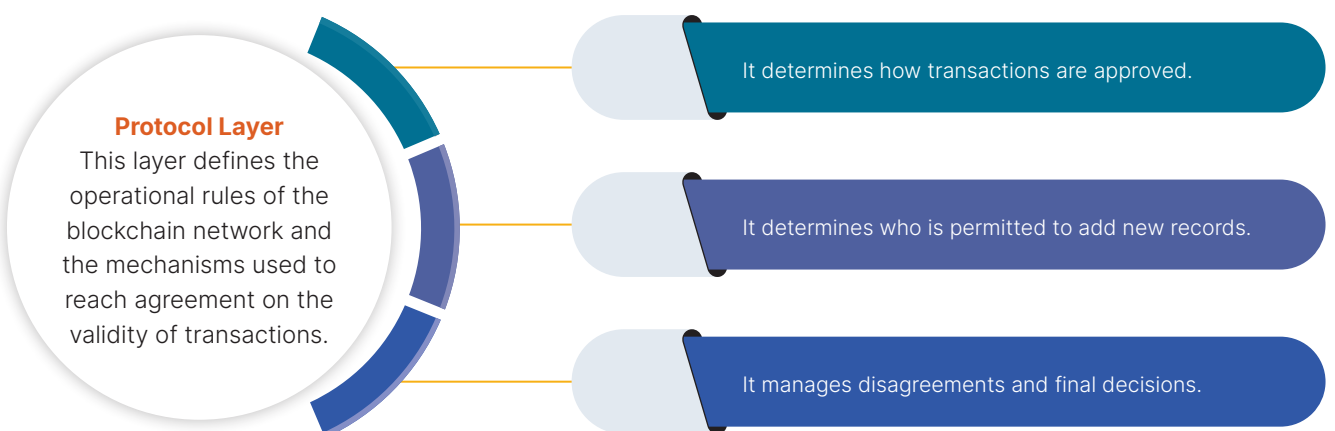 Protocol Layer
This layer defines the
operational rules of the
blockchain network and
the mechanisms used to
reach agreement on the
validity of transactions.
It determines how transactions are approved.
It determines who is permitted to add new records.
It manages disagreements and final decisions.